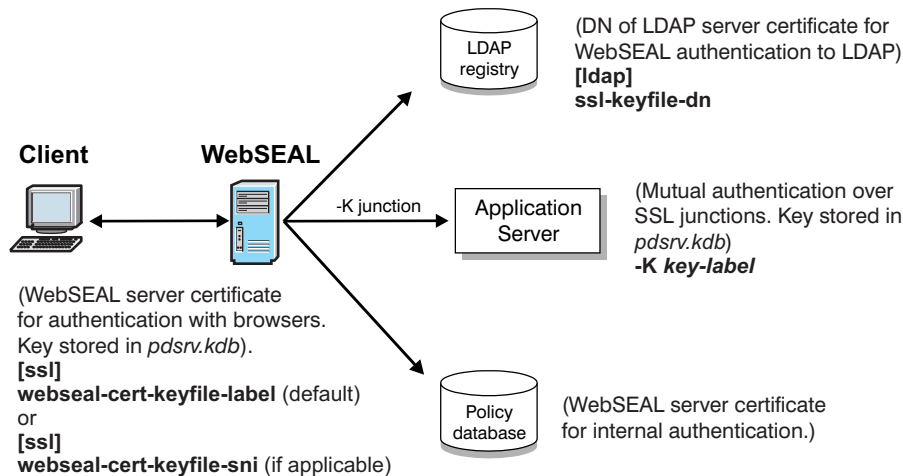 LDAP
registry
(DN of LDAP server certificate for
WebSEAL authentication to LDAP)
[ldap]
ssl-keyfile-dn
Client
WebSEAL
-K junction
Application
Server
(Mutual authentication over
SSL junctions. Key stored in
pdsrv.kdb)
-K key-label
(WebSEAL server certificate
for authentication with browsers.
Key stored in pdsrv.kdb).
[ssl]
webseal-cert-keyfile-label (default)
or
[ssl]
webseal-cert-keyfile-sni (if applicable)
Policy
database
(WebSEAL server certificate
for internal authentication.)